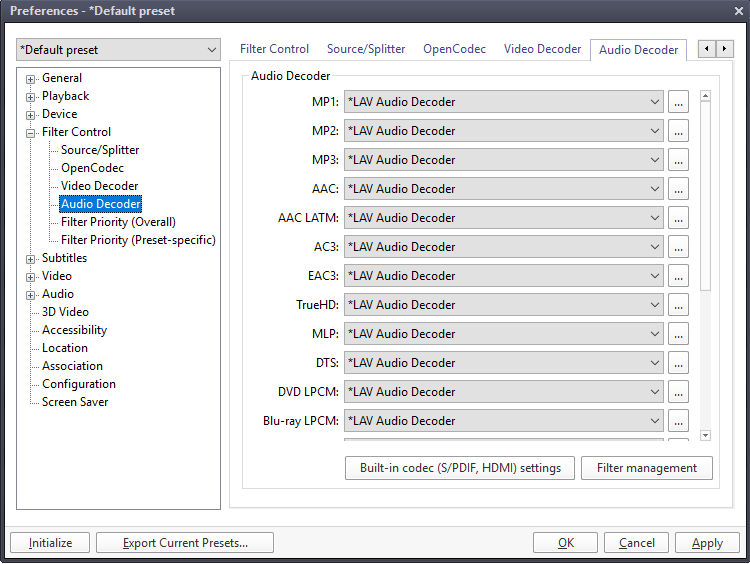 Preferences - *Default preset
*Default preset
General
Playback
Device
Filter Control
Source/Splitter
OpenCodec
Video Decoder
Audio Decoder
Filter Priority (Overall)
Filter Priority (Preset-specific)
Subtitles
Video
Audio
3D Video
Accessibility
Location
Association
Configuration
Screen Saver
Filter Control Source/Splitter OpenCodec Video Decoder Audio Decoder
Audio Decoder
MP1: *LAV Audio Decoder ...
MP2: *LAV Audio Decoder ...
MP3: *LAV Audio Decoder ...
AAC: *LAV Audio Decoder ...
AAC LATM: *LAV Audio Decoder ...
AC3: *LAV Audio Decoder ...
EAC3: *LAV Audio Decoder ...
TrueHD: *LAV Audio Decoder ...
MLP: *LAV Audio Decoder ...
DTS: *LAV Audio Decoder ...
DVD LPCM: *LAV Audio Decoder ...
Blu-ray LPCM: *LAV Audio Decoder ...
Built-in codec (S/PDIF, HDMI) settings Filter management
Initialize Export Current Presets... OK Cancel Apply